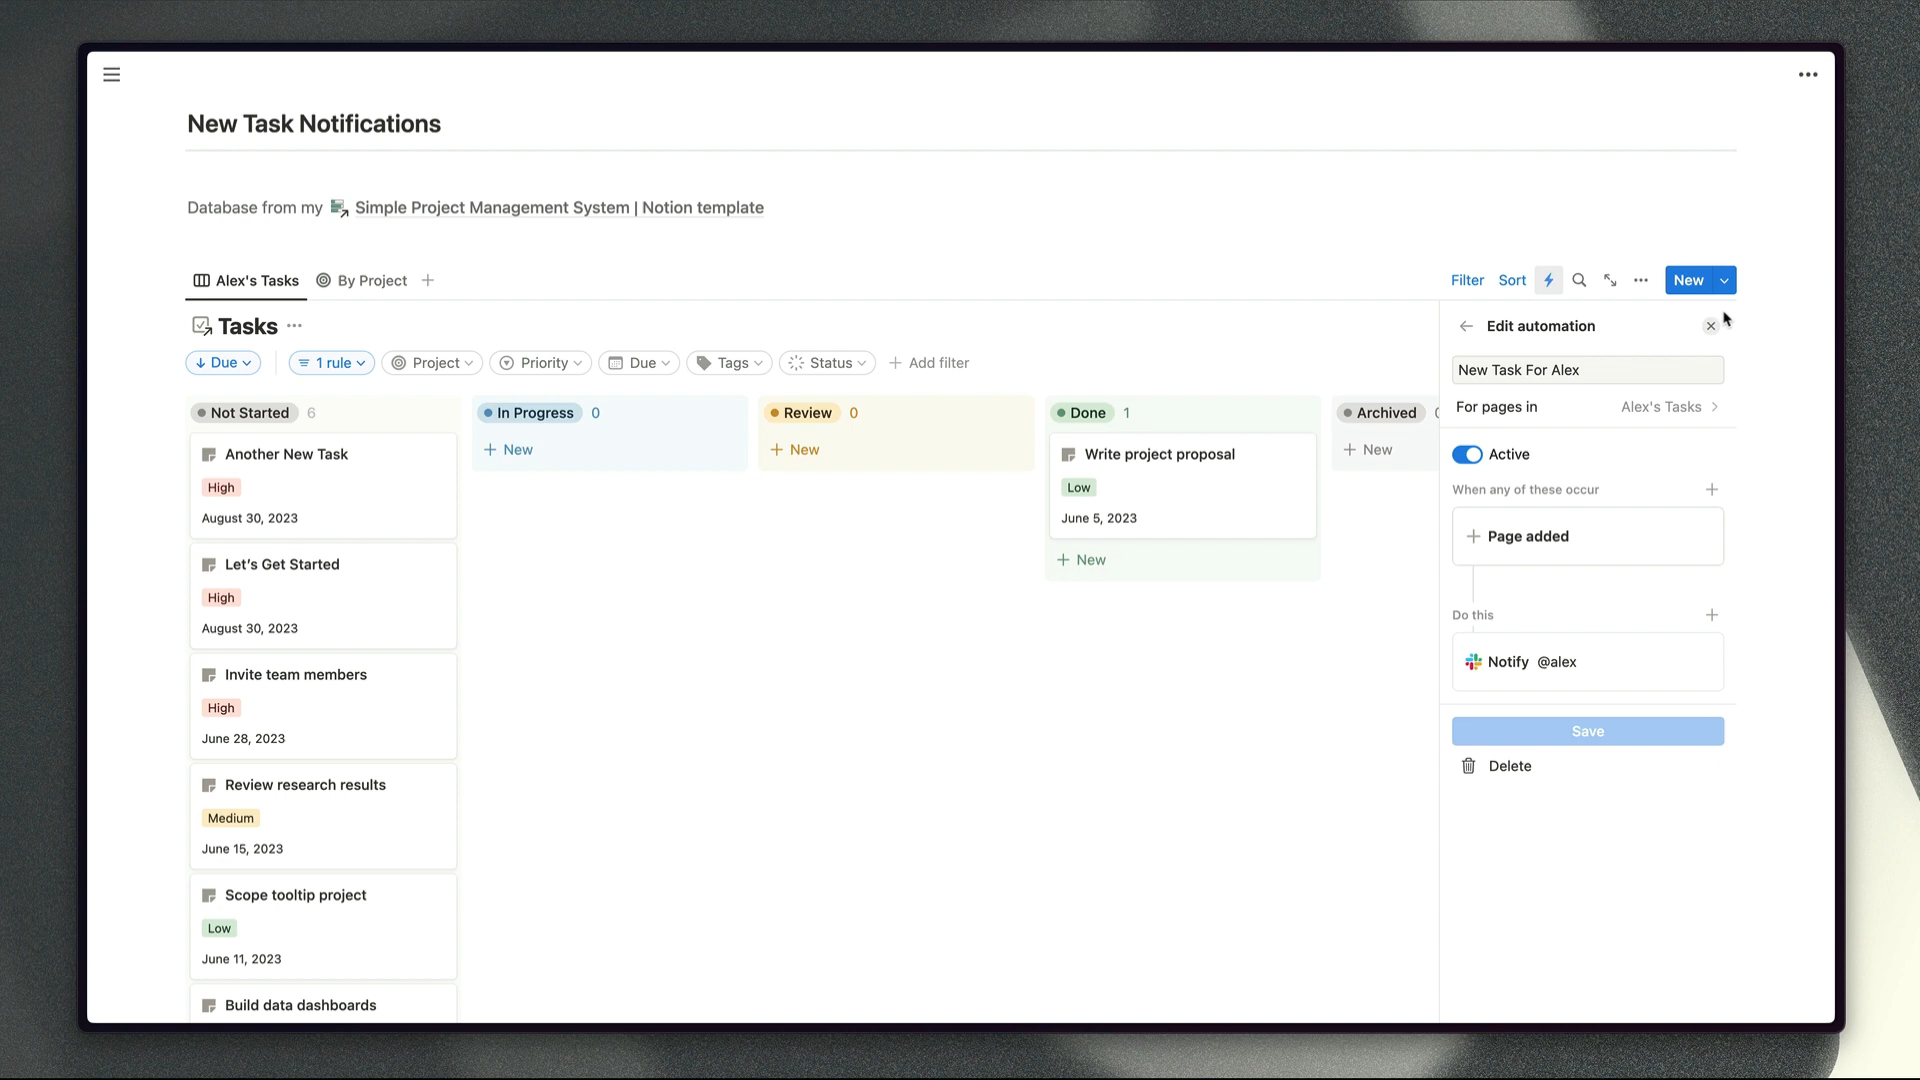 New Task Notifications
Database from my Simple Project Management System | Notion template
Alex's Tasks By Project
Filter Sort New
Tasks
Due 1 rule Project Priority Due Tags Status Add filter
Not Started 6
Another New Task
High
August 30, 2023
Let's Get Started
High
August 30, 2023
Invite team members
High
June 28, 2023
Review research results
Medium
June 15, 2023
Scope tooltip project
Low
June 11, 2023
Build data dashboards
In Progress 0
New
Review 0
New
Done 1
Write project proposal
Low
June 5, 2023
New
Archived
New
Edit automation
New Task For Alex
For pages in Alex's Tasks
Active
When any of these occur
Page added
Do this
Notify @alex
Save
Delete